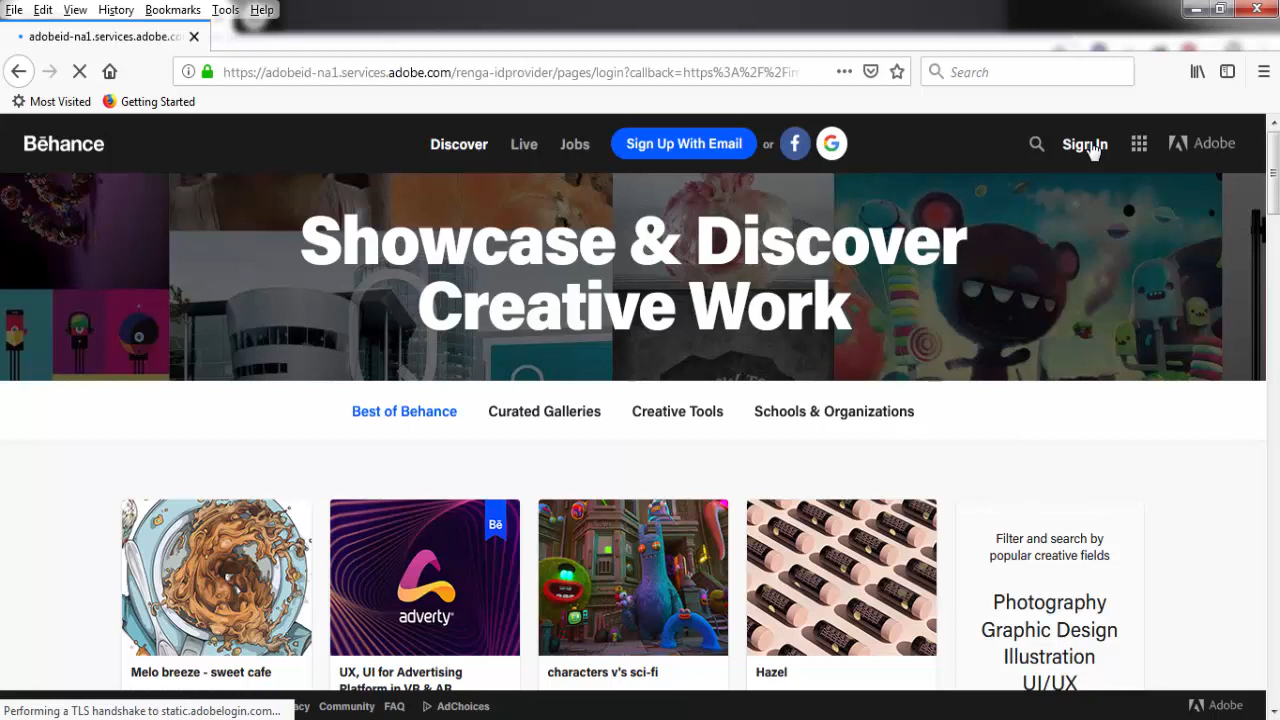 File Edit View History Bookmarks Tools Help
adobeid-na1.services.adobe.co
https://adobeid-na1.services.adobe.com/renga-idprovider/pages/login?callback=https%3A%2F%2Fim
Search
Most Visited Getting Started
Bēhance Discover Live Jobs Sign Up With Email or f G Sign In Adobe
Showcase & Discover
Creative Work
Best of Behance Curated Galleries Creative Tools Schools & Organizations
Bē
adverty
Filter and search by
popular creative fields
Photography
Graphic Design
Illustration
UI/UX
Melo breeze - sweet cafe
UX, UI for Advertising
Platform in VR & AR
characters v's sci-fi
Hazel
Performing a TLS handshake to static.adobelogin.com...
Community FAQ AdChoices Adobe